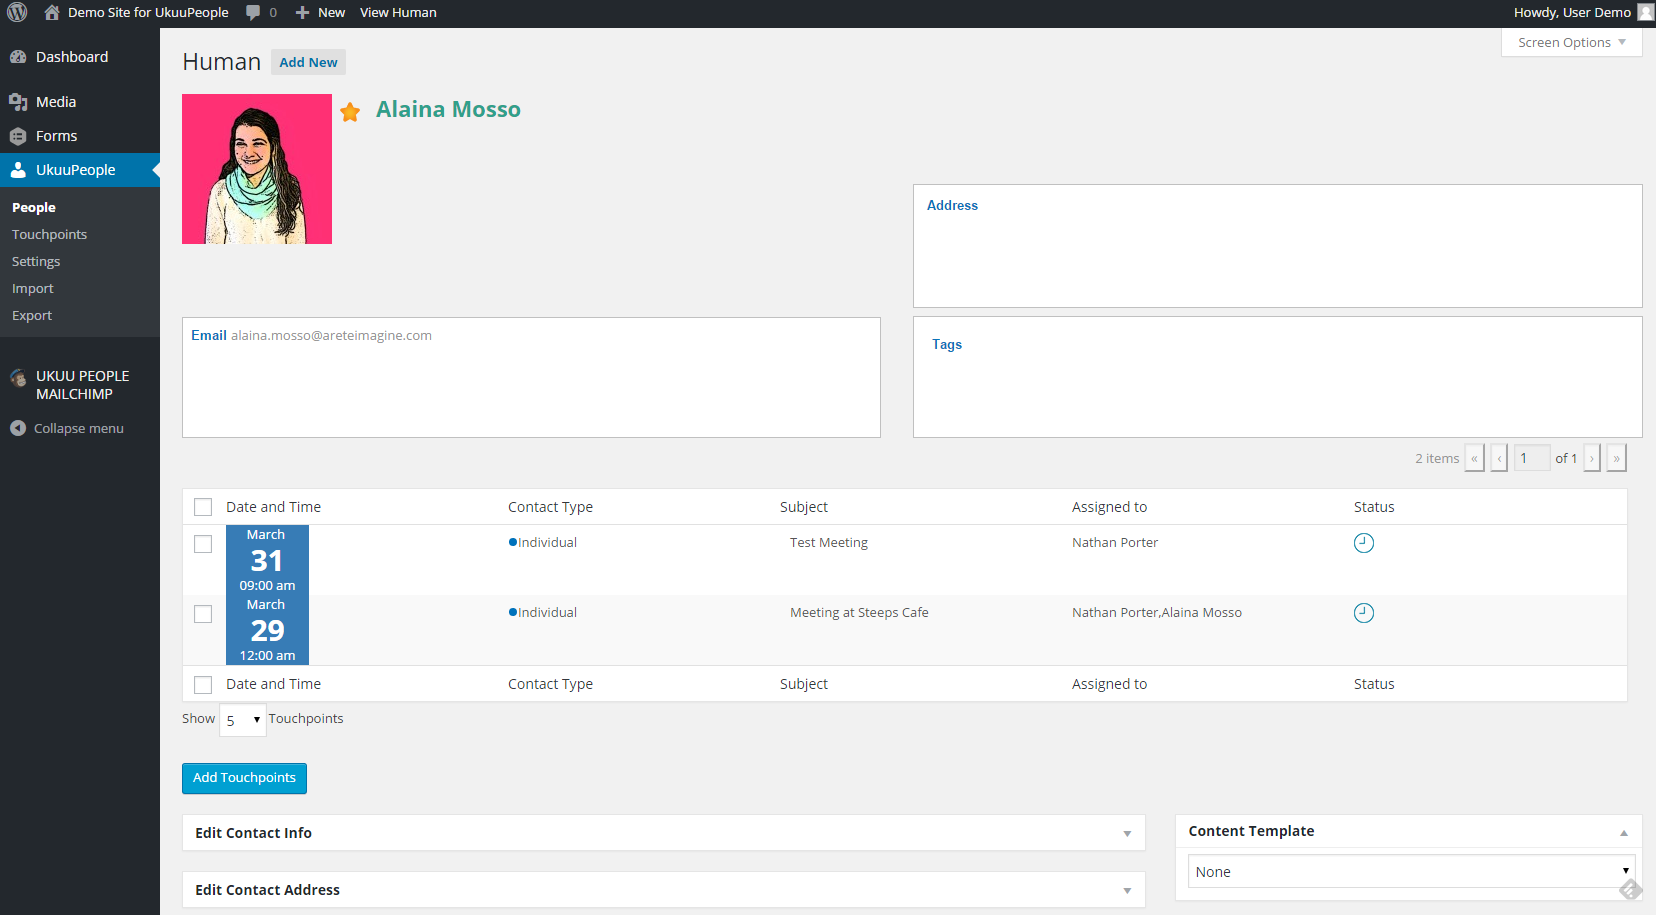 Demo Site for UkuuPeople 0 New View Human Howdy, User Demo
Screen Options
Dashboard
Media
Forms
UkuuPeople
People
Touchpoints
Settings
Import
Export
UKUU PEOPLE
MAILCHIMP
Collapse menu
Human Add New
Alaina Mosso
Address
Email alaina.mosso@areteimagine.com
Tags
2 items « ‹ 1 of 1 › »
Date and Time Contact Type Subject Assigned to Status
March
31
09:00 am
Individual Test Meeting Nathan Porter
March
29
12:00 am
Individual Meeting at Steeps Cafe Nathan Porter,Alaina Mosso
Date and Time Contact Type Subject Assigned to Status
Show 5 Touchpoints
Add Touchpoints
Edit Contact Info
Edit Contact Address
Content Template
None